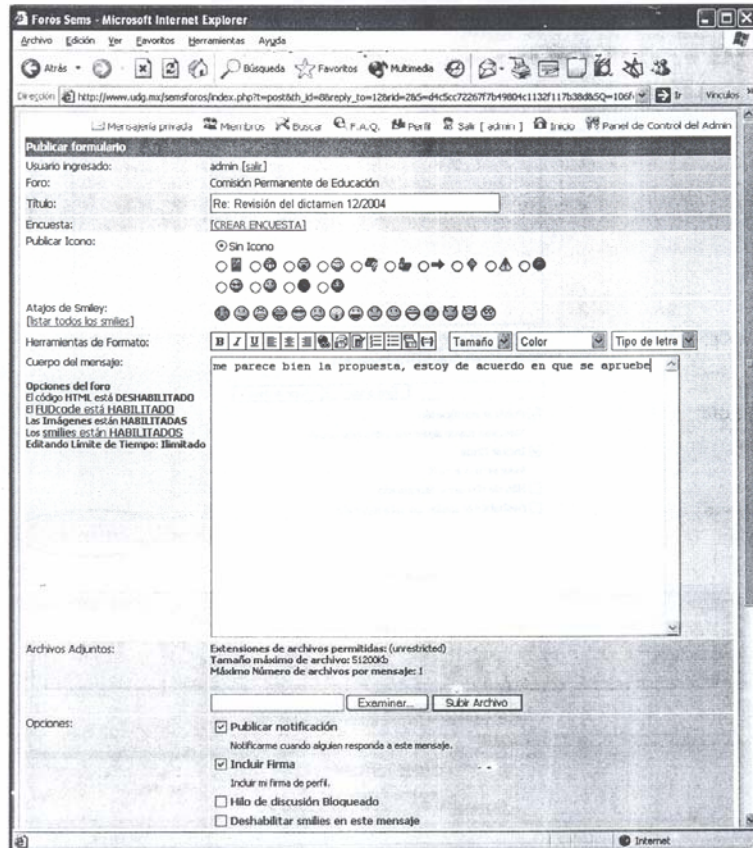 Foros Sems - Microsoft Internet Explorer
Archivo Edición Ver Favoritos Herramientas Ayuda
Atrás Búsqueda Favoritos Multimedia
Dirección http://www.udg.mx/semsforos/index.php?t=post&th_id=8&reply_to=12&rid=2&S=d4c5cc72267f7b49804c1132f117b38d&SQ=106f Ir Vínculos »
Mensajería privada Miembros Buscar F.A.Q. Perfil Salir [ admin ] Inicio Panel de Control del Admin
Publicar formulario
Usuario ingresado: admin [salir]
Foro: Comisión Permanente de Educación
Título: Re: Revisión del dictamen 12/2004
Encuesta: [CREAR ENCUESTA]
Publicar Icono: Sin Icono
Atajos de Smiley:
[listar todos los smilies]
Herramientas de Formato: B I U Tamaño Color Tipo de letra
Cuerpo del mensaje: me parece bien la propuesta, estoy de acuerdo en que se apruebe
Opciones del foro
El código HTML está DESHABILITADO
El FUDcode está HABILITADO
Las Imágenes están HABILITADAS
Los smilies están HABILITADOS
Editando Límite de Tiempo: Ilimitado
Archivos Adjuntos: Extensiones de archivos permitidas: (unrestricted)
Tamaño máximo de archivo: 51200Kb
Máximo Número de archivos por mensaje: 1
Examinar... Subir Archivo
Opciones: Publicar notificación
Notificarme cuando alguien responda a este mensaje.
Incluir Firma
Incluir mi firma de perfil.
Hilo de discusión Bloqueado
Deshabilitar smilies en este mensaje
Internet